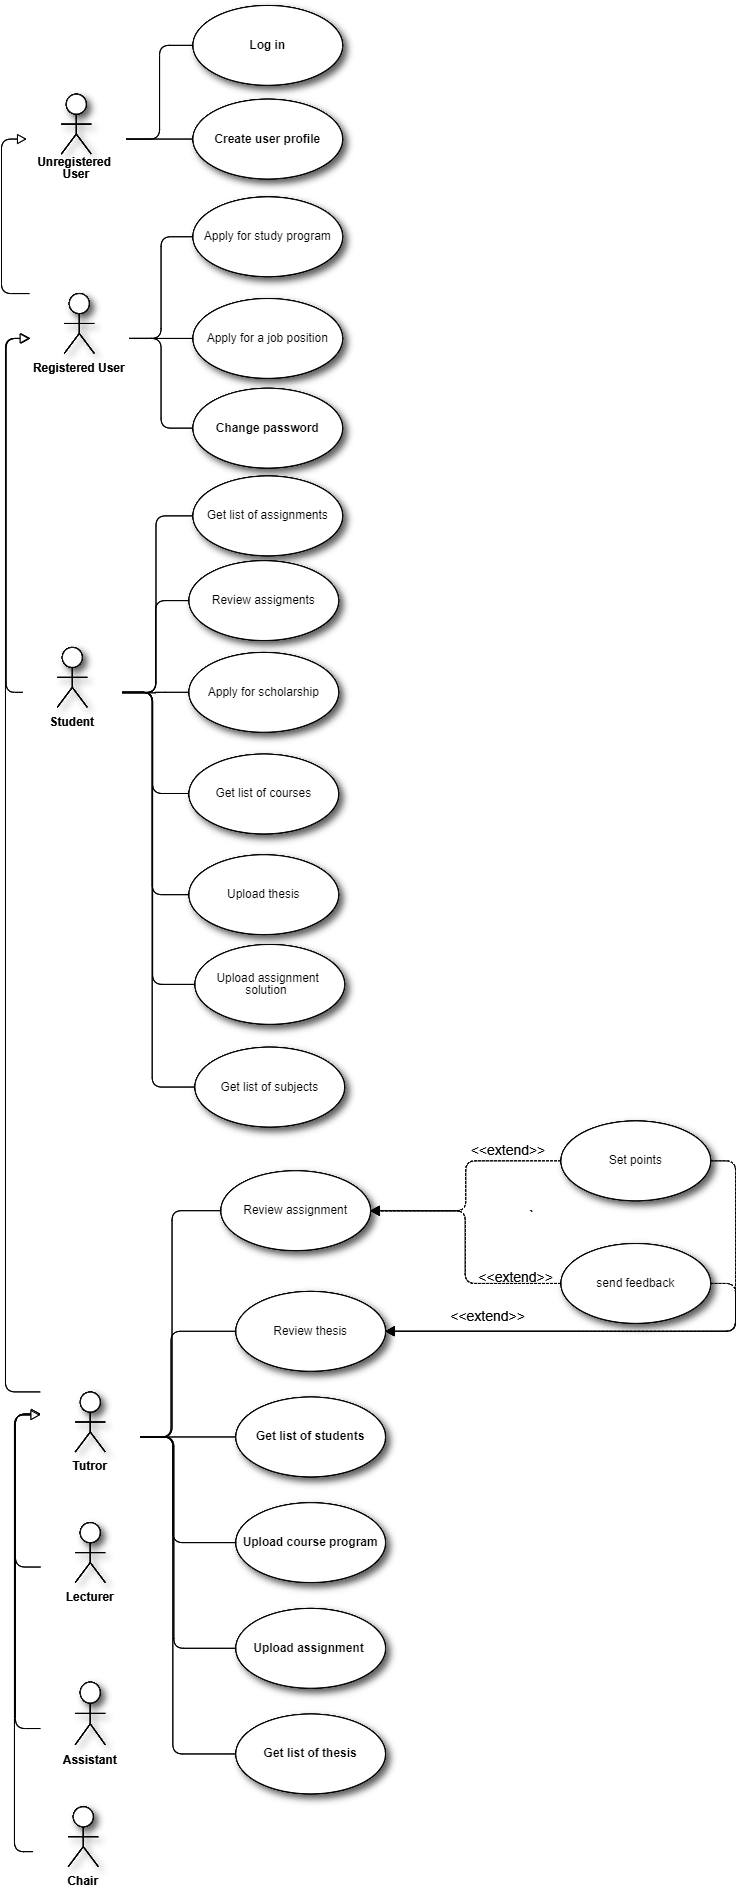 Log in
Create user profile
Unregistered
User
Apply for study program
Apply for a job position
Registered User
Change password
Get list of assignments
Review assigments
Apply for scholarship
Student
Get list of courses
Upload thesis
Upload assignment
solution
Get list of subjects
<<extend>>
Set points
Review assignment
<<extend>>
send feedback
<<extend>>
Review thesis
Get list of students
Tutror
Upload course program
Lecturer
Upload assignment
Get list of thesis
Assistant
Chair